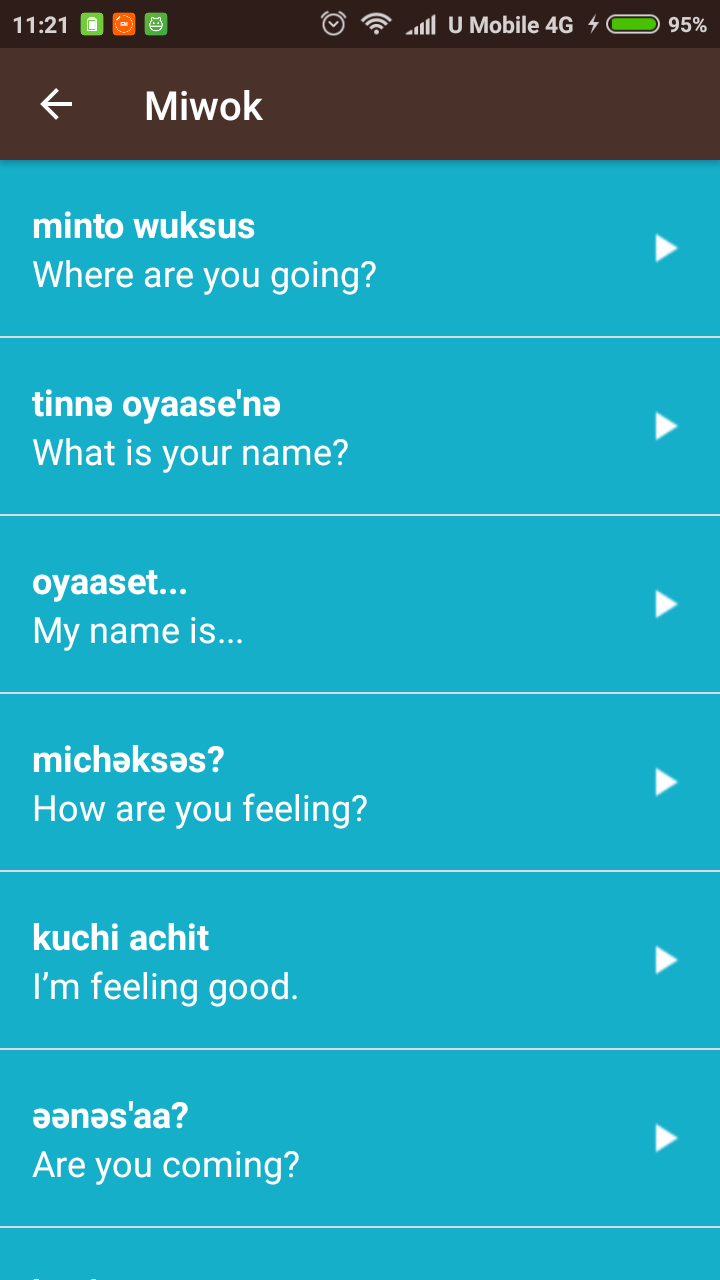 11:21 U Mobile 4G 95%
Miwok
minto wuksus
Where are you going?
tinnə oyaase'nə
What is your name?
oyaaset...
My name is...
michəksəs?
How are you feeling?
kuchi achit
I’m feeling good.
əənəs'aa?
Are you coming?